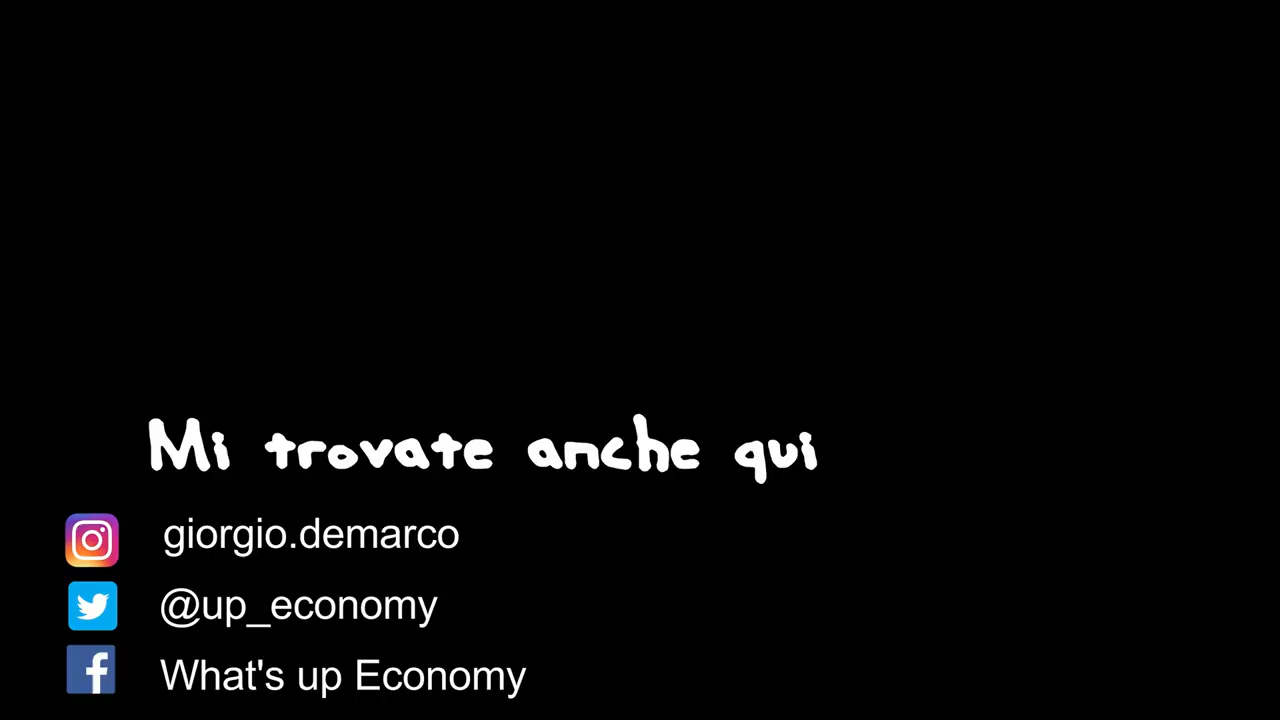 Mi trovate anche qui
giorgio.demarco
@up_economy
What's up Economy